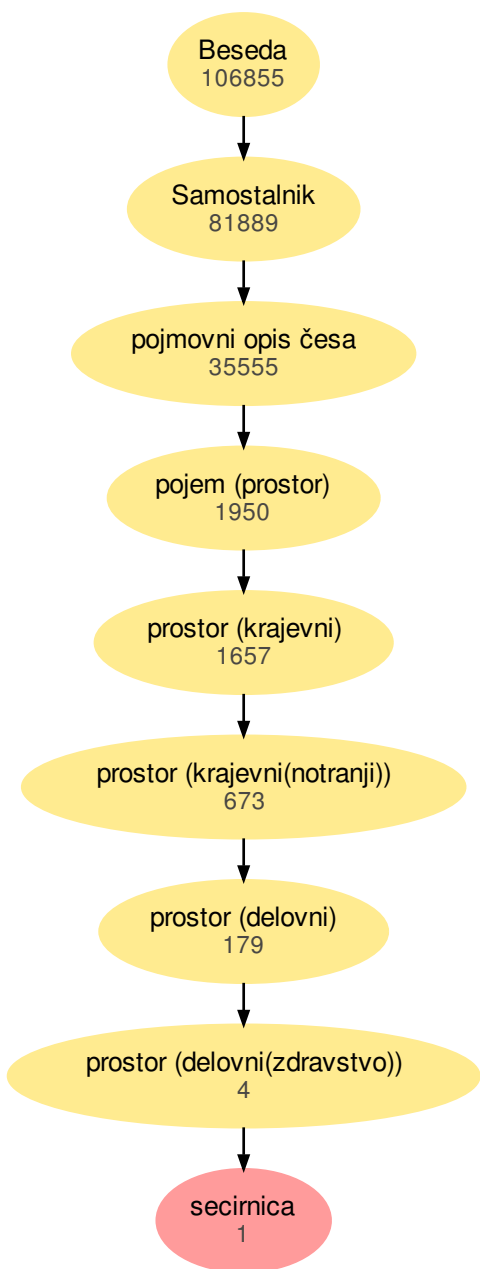 Beseda
106855
Samostalnik
81889
pojmovni opis česa
35555
pojem (prostor)
1950
prostor (krajevni)
1657
prostor (krajevni(notranji))
673
prostor (delovni)
179
prostor (delovni(zdravstvo))
4
secirnica
1